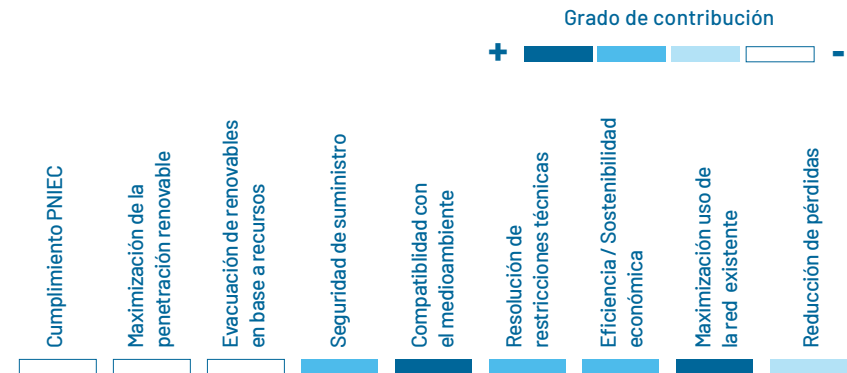 Grado de contribución
+ -
Cumplimiento PNIEC
Maximización de la
penetración renovable
Evacuación de renovables
en base a recursos
Seguridad de suministro
Compatiblidad con
el medioambiente
Resolución de
restricciones técnicas
Eficiencia / Sostenibilidad
económica
Maximización uso de
la red existente
Reducción de pérdidas